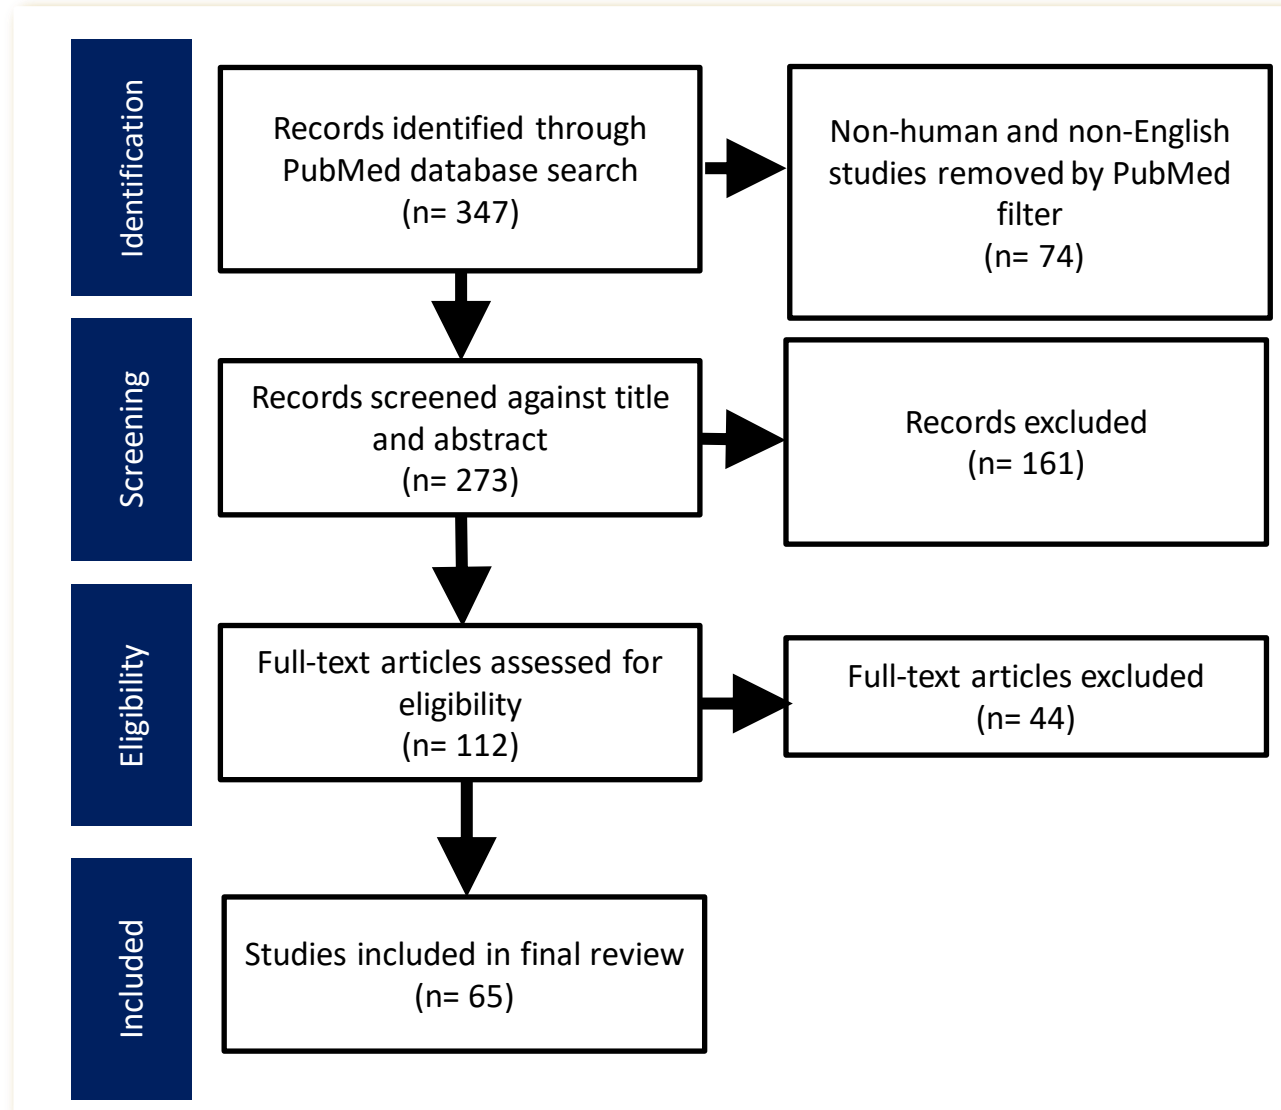 Identification
Records identified through
PubMed database search
(n= 347)
Non-human and non-English
studies removed by PubMed
filter
(n= 74)
Screening
Records screened against title
and abstract
(n= 273)
Records excluded
(n= 161)
Eligibility
Full-text articles assessed for
eligibility
(n= 112)
Full-text articles excluded
(n= 44)
Included
Studies included in final review
(n= 65)